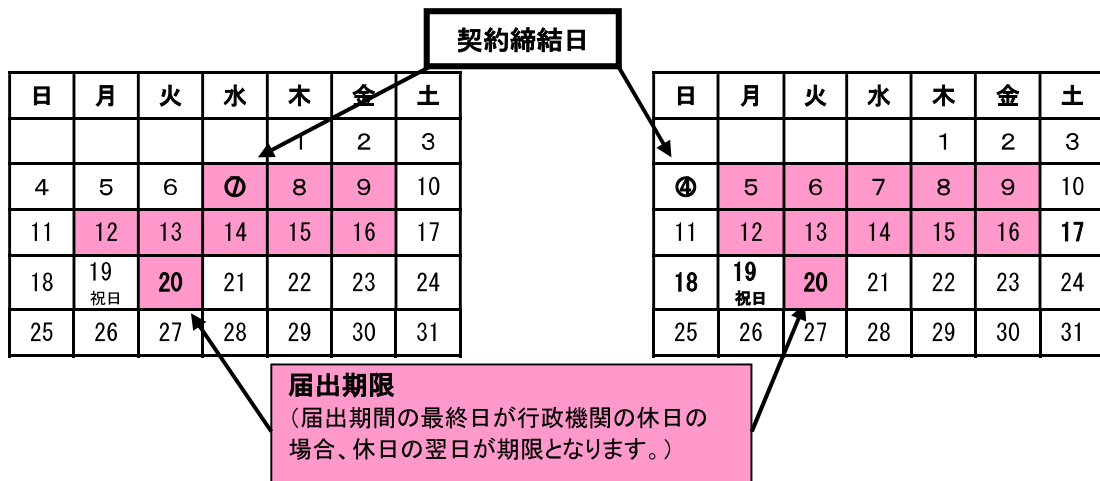 契約締結日
日 月 火 水 木 金 土
1 2 3
4 5 6 ⑦ 8 9 10
11 12 13 14 15 16 17
18 19 20 21 22 23 24
祝日
25 26 27 28 29 30 31
日 月 火 水 木 金 土
1 2 3
④ 5 6 7 8 9 10
11 12 13 14 15 16 17
18 19 20 21 22 23 24
祝日
25 26 27 28 29 30 31
届出期限
(届出期間の最終日が行政機関の休日の
場合、休日の翌日が期限となります。)